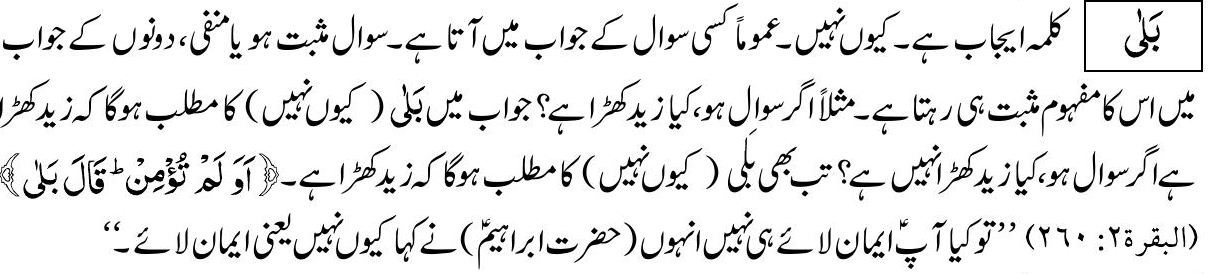 بَلٰی کلمہ ایجاب ہے۔ کیوں نہیں۔ عموماً کسی سوال کے جواب میں آتا ہے۔ سوال مثبت ہو یا منفی، دونوں کے جواب
میں اس کا مفہوم مثبت ہی رہتا ہے۔ مثلاً اگر سوال ہو، کیا زید کھڑا ہے؟ جواب میں بَلٰی (کیوں نہیں) کا مطلب ہوگا کہ زید کھڑا
ہے اگر سوال ہو، کیا زید کھڑا نہیں ہے؟ تب بھی بلٰی (کیوں نہیں) کا مطلب ہوگا کہ زید کھڑا ہے۔ ﴿اَوَ لَمْ تُؤْمِنْ ؕ قَالَ بَلٰی﴾
(البقرة۲: ۲۶۰) ’’تو کیا آپؑ ایمان لائے ہی نہیں انہوں (حضرت ابراہیمؑ) نے کہا کیوں نہیں یعنی ایمان لائے۔‘‘